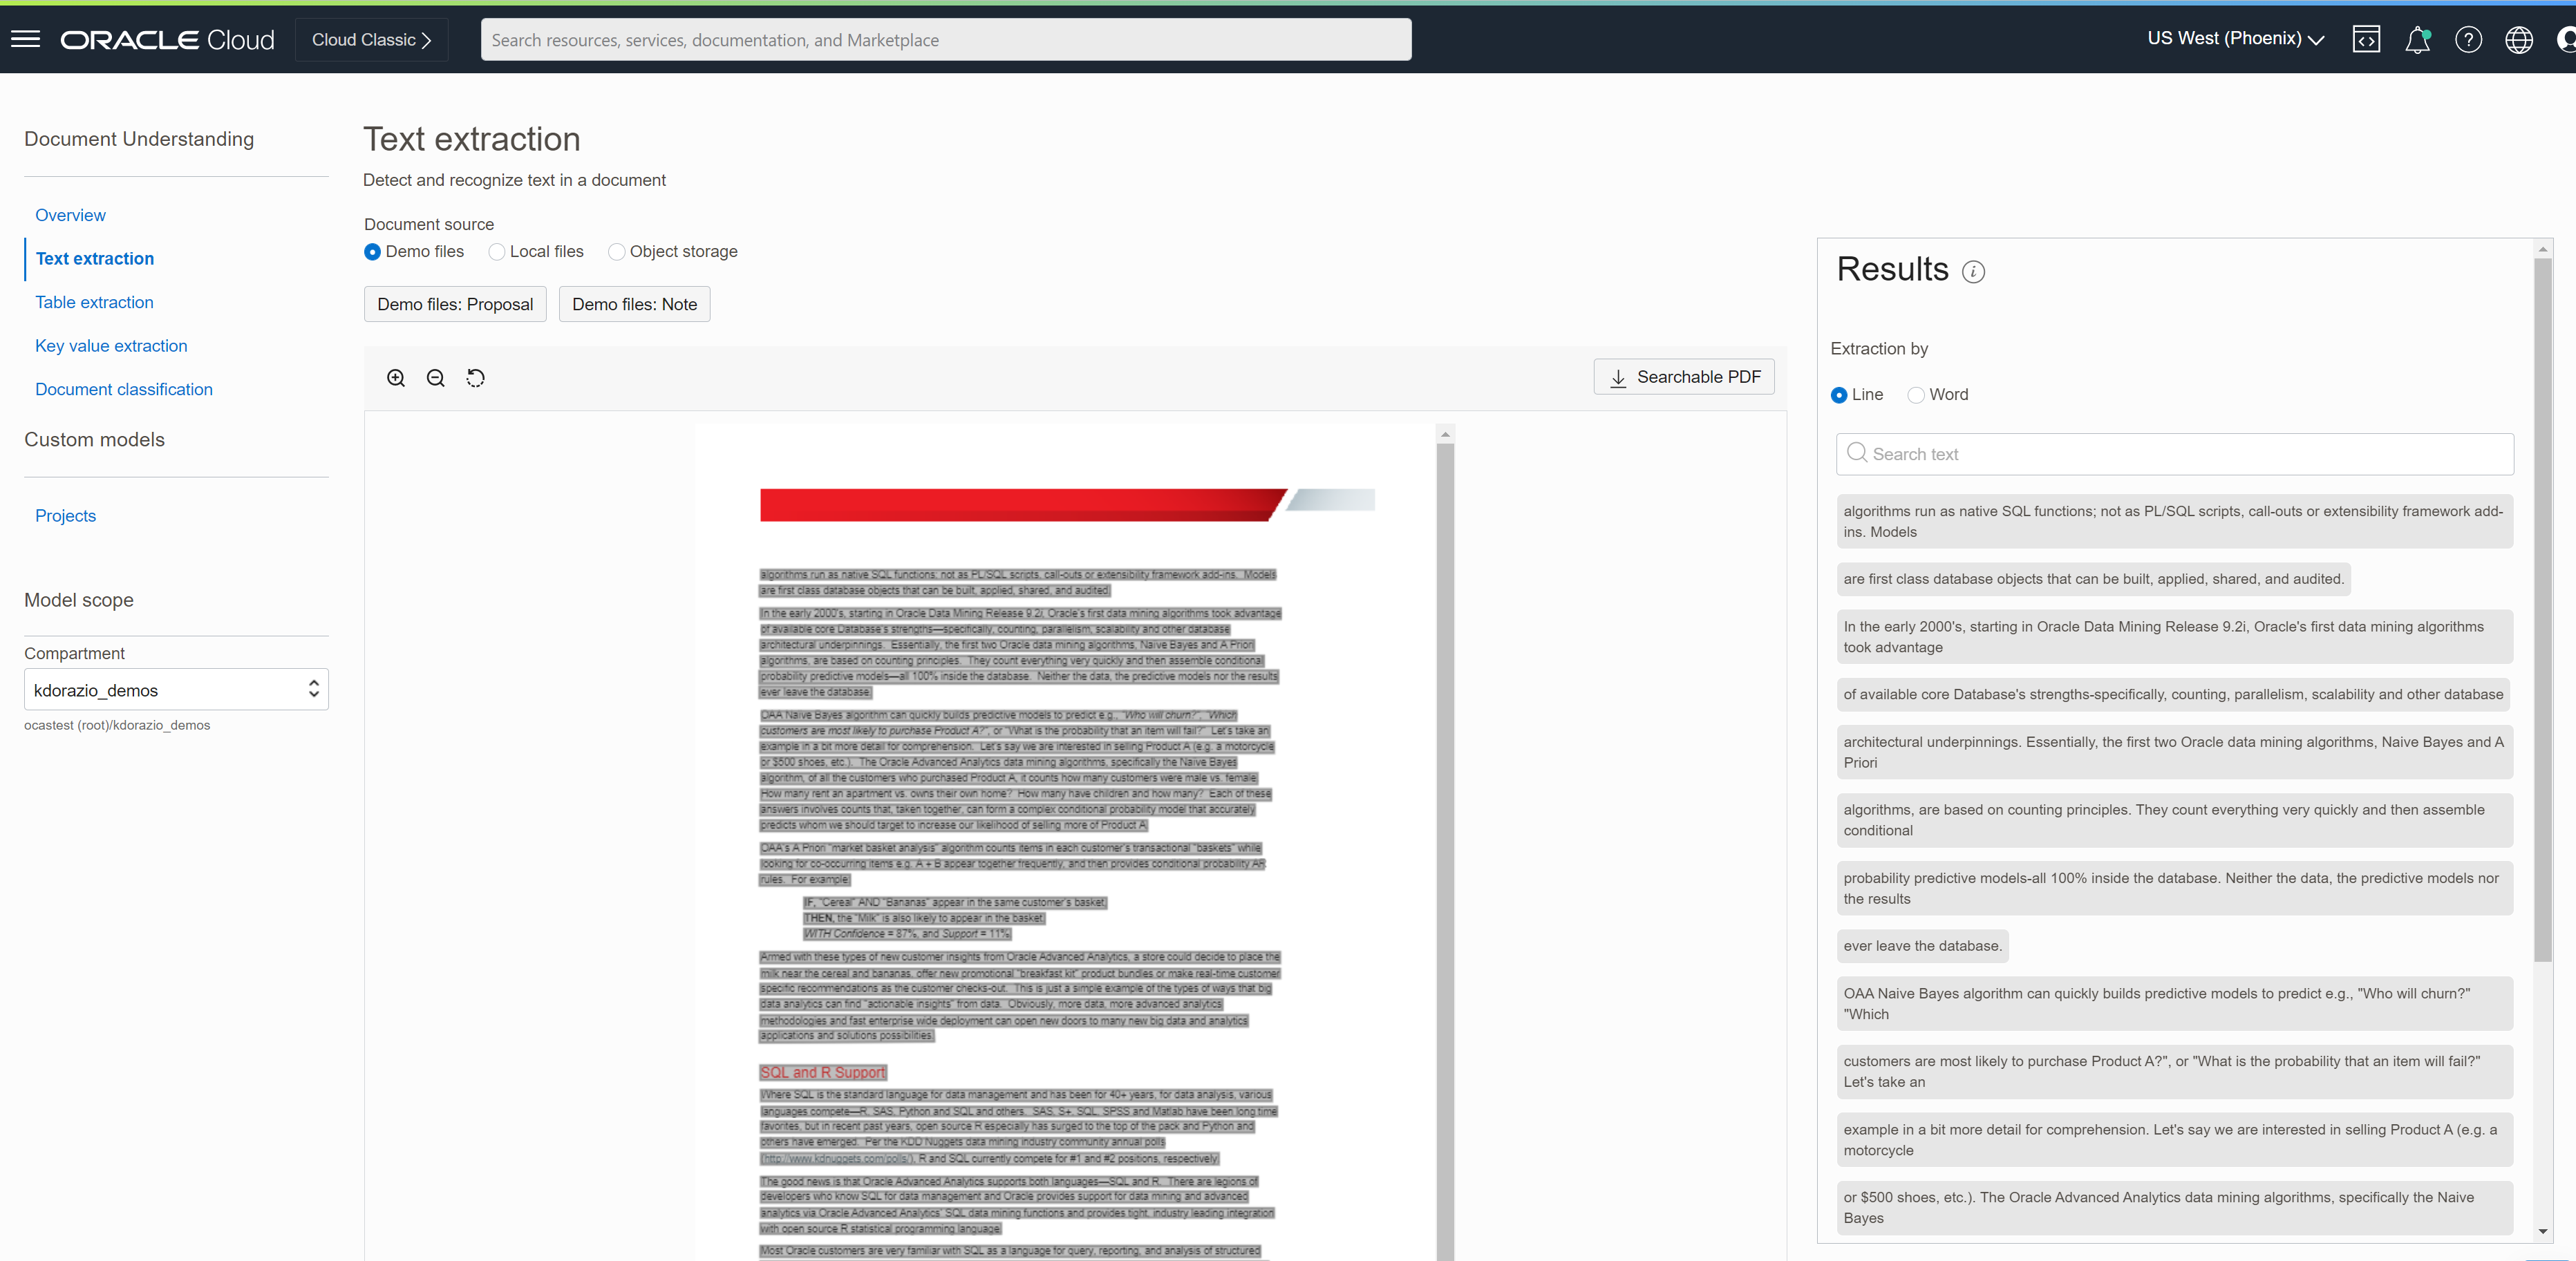 ORACLE Cloud
Cloud Classic
Search resources, services, documentation, and Marketplace
US West (Phoenix)
Document Understanding
Overview
Text extraction
Table extraction
Key value extraction
Document classification
Custom models
Projects
Model scope
Compartment
kdorazio_demos
ocastest (root)/kdorazio_demos
Text extraction
Detect and recognize text in a document
Document source
Demo files
Local files
Object storage
Demo files: Proposal
Demo files: Note
Searchable PDF
algorithms run as native SQL functions; not as PL/SQL scripts, call-outs or extensibility framework add-ins. Models
are first class database objects that can be built, applied, shared, and audited.
In the early 2000's, starting in Oracle Data Mining Release 9.2i, Oracle's first data mining algorithms took advantage
of available core Database's strengths—specifically, counting, parallelism, scalability and other database
architectural underpinnings. Essentially, the first two Oracle data mining algorithms, Naive Bayes and A Priori
algorithms, are based on counting principles. They count everything very quickly and then assemble conditional
probability predictive models—all 100% inside the database. Neither the data, the predictive models nor the results
ever leave the database.
OAA Naive Bayes algorithm can quickly builds predictive models to predict e.g., "Who will churn?", "Which
customers are most likely to purchase Product A?", or "What is the probability that an item will fail?" Let's take an
example in a bit more detail for comprehension. Let's say we are interested in selling Product A (e.g. a motorcycle
or $500 shoes, etc.). The Oracle Advanced Analytics data mining algorithms, specifically the Naive Bayes
algorithm, of all the customers who purchased Product A, it counts how many customers were male vs. female,
How many rent an apartment vs. owns their own home? How many have children and how many? Each of these
answers involves counts that, taken together, can form a complex conditional probability model that accurately
predicts whom we should target to increase our likelihood of selling more of Product A.
OAA's A Priori "market basket analysis" algorithm counts items in each customer's transactional "baskets" while
looking for co-occurring items e.g. A + B appear together frequently, and then provides conditional probability AR
rules. For example:
IF, "Cereal" AND "Bananas" appear in the same customer's basket,
THEN, the "Milk" is also likely to appear in the basket,
WITH Confidence = 87%, and Support = 11%
Armed with these types of new customer insights from Oracle Advanced Analytics, a store could decide to place the
milk near the cereal and bananas, offer new promotional "breakfast kit" product bundles or make real-time customer
specific recommendations as the customer checks-out. This is just a simple example of the types of ways that big
data analytics can find "actionable insights" from data. Obviously, more data, more advanced analytics
methodologies and fast enterprise wide deployment can open new doors to many new big data and analytics
applications and solutions possibilities.
SQL and R Support
Where SQL is the standard language for data management and has been for 40+ years, for data analysis, various
languages compete—R, SAS, Python and SQL and others. SAS, S+, SQL, SPSS and Matlab have been long time
favorites, but in recent past years, open source R especially has surged to the top of the pack and Python and
others have emerged. Per the KDD Nuggets data mining industry community annual polls
(http://www.kdnuggets.com/polls/), R and SQL currently compete for #1 and #2 positions, respectively.
The good news is that Oracle Advanced Analytics supports both languages—SQL and R. There are legions of
developers who know SQL for data management and Oracle provides support for data mining and advanced
analytics via Oracle Advanced Analytics' SQL data mining functions and provides tight, industry leading integration
with open source R statistical programming language.
Most Oracle customers are very familiar with SQL as a language for query, reporting, and analysis of structured
Results
Extraction by
Line
Word
Search text
algorithms run as native SQL functions; not as PL/SQL scripts, call-outs or extensibility framework add-
ins. Models
are first class database objects that can be built, applied, shared, and audited.
In the early 2000's, starting in Oracle Data Mining Release 9.2i, Oracle's first data mining algorithms
took advantage
of available core Database's strengths-specifically, counting, parallelism, scalability and other database
architectural underpinnings. Essentially, the first two Oracle data mining algorithms, Naive Bayes and A
Priori
algorithms, are based on counting principles. They count everything very quickly and then assemble
conditional
probability predictive models-all 100% inside the database. Neither the data, the predictive models nor
the results
ever leave the database.
OAA Naive Bayes algorithm can quickly builds predictive models to predict e.g., "Who will churn?"
"Which
customers are most likely to purchase Product A?", or "What is the probability that an item will fail?"
Let's take an
example in a bit more detail for comprehension. Let's say we are interested in selling Product A (e.g. a
motorcycle
or $500 shoes, etc.). The Oracle Advanced Analytics data mining algorithms, specifically the Naive
Bayes